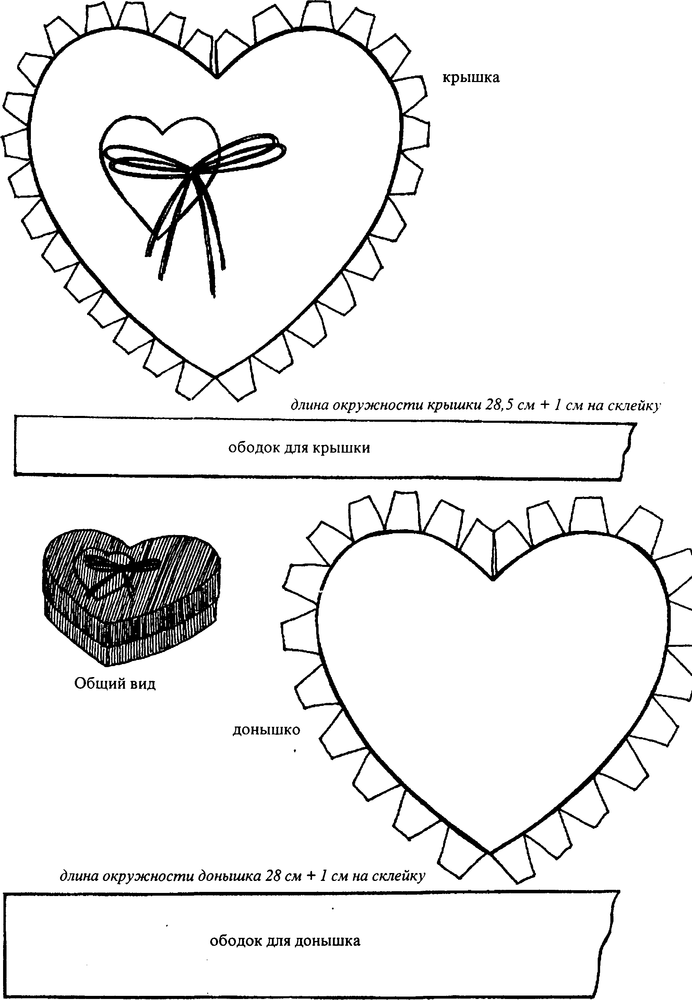 крышка
длина окружности крышки 28,5 см + 1 см на склейку
ободок для крышки
Общий вид
донышко
длина окружности донышка 28 см + 1 см на склейку
ободок для донышка